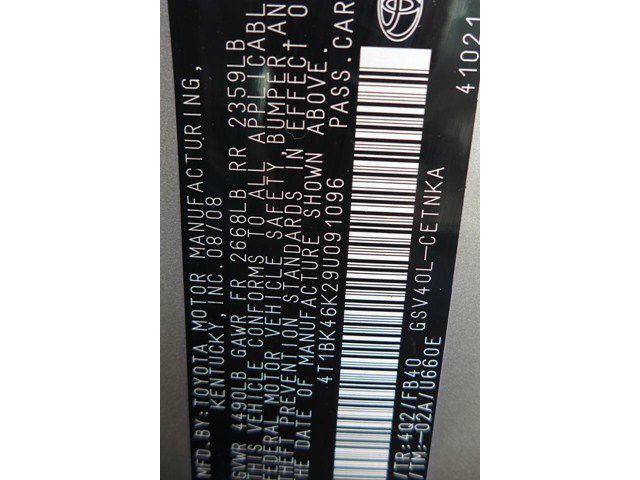 MFD.BY:TOYOTA MOTOR MANUFACTURING,
KENTUCKY, INC. 08/08
GVWR 4490LB GAWR FR 2668LB RR 2359LB
THIS VEHICLE CONFORMS TO ALL APPLICABL
FEDERAL MOTOR VEHICLE SAFETY, BUMPER, AN
THEFT PREVENTION STANDARDS IN EFFECT O
THE DATE OF MANUFACTURE SHOWN ABOVE.
4T1BK46K29U091096 PASS.CAR
/TR:4Q2/FB40 GSV40L-CETNKA 41021
/TM:-02A/U660E